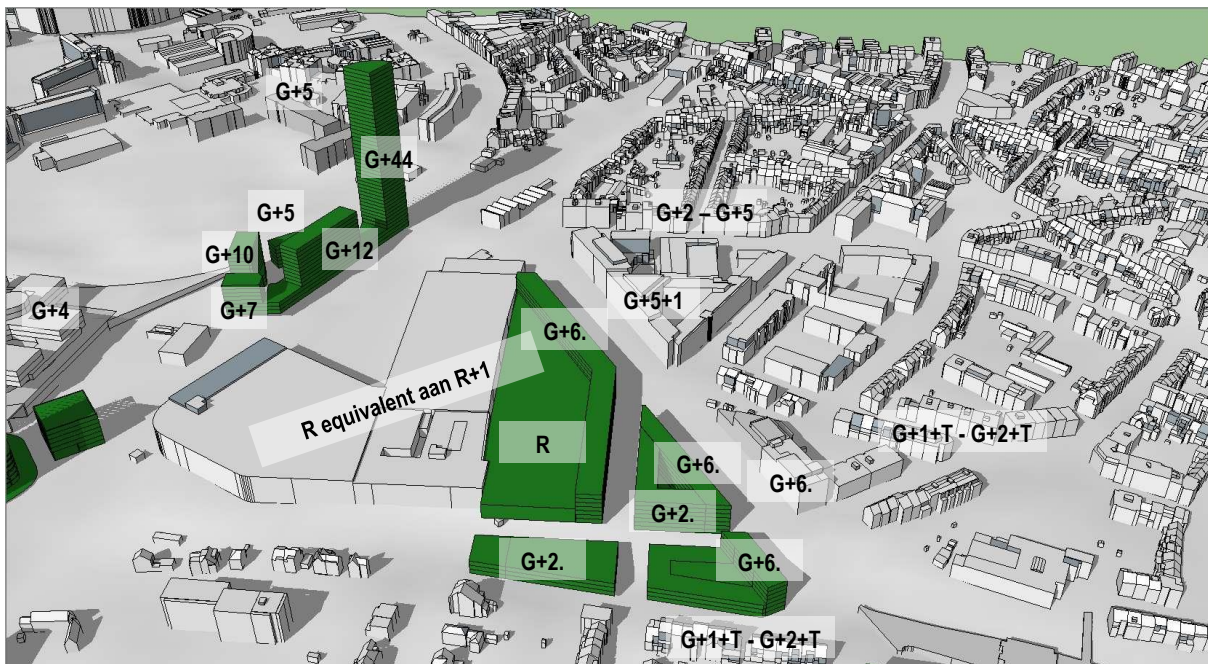 G+5
G+44
G+5
G+2 – G+5
G+10
G+12
G+4
G+7
G+5+1
G+6.
R equivalent aan R+1
R
G+1+T - G+2+T
G+6.
G+6.
G+2.
G+2.
G+6.
G+1+T - G+2+T